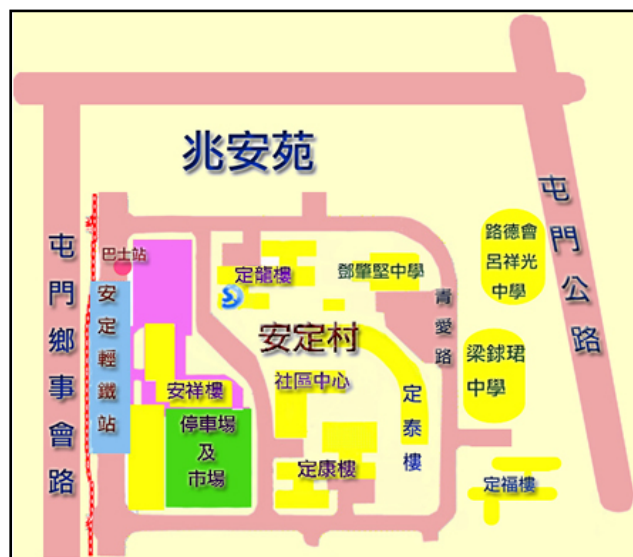 兆安苑
屯門公路
屯門鄉事會路
巴士站
安定輕鐵站
定龍樓
鄧肇堅中學
路德會
呂祥光
中學
青愛路
安定村
社區中心
梁銶琚
中學
安祥樓
停車場
及
市場
定泰樓
定康樓
定福樓